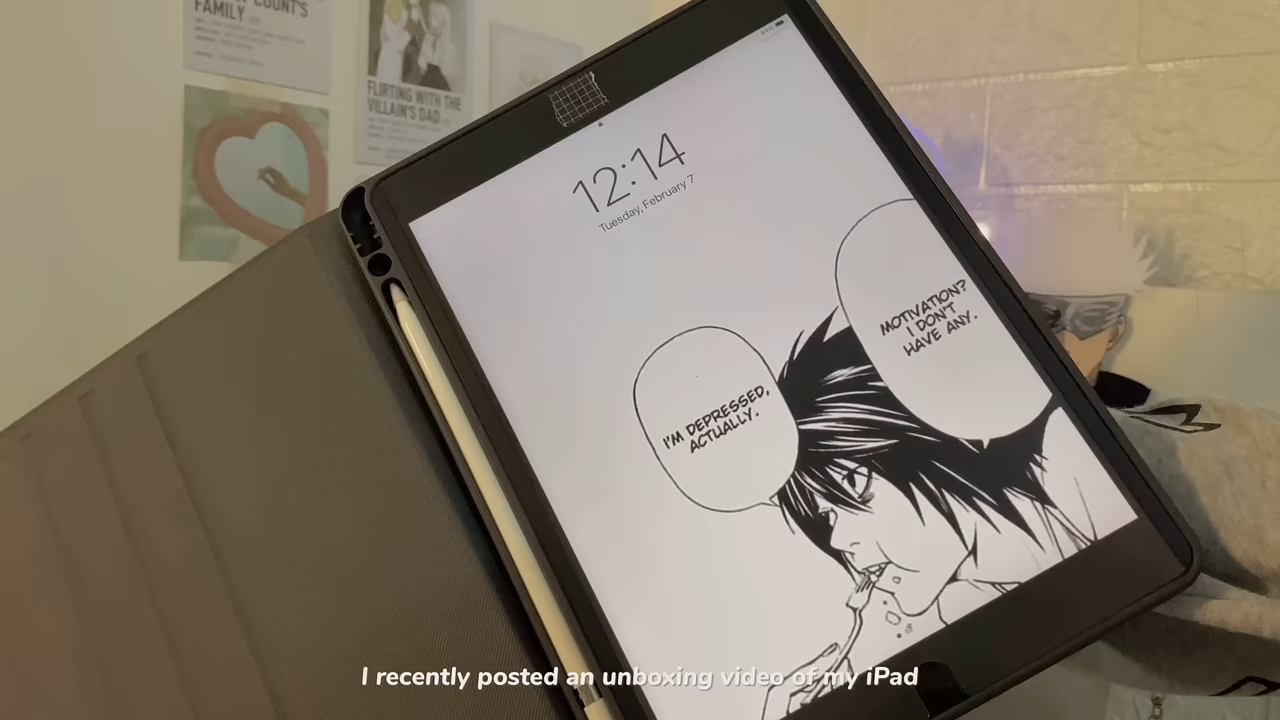 COUNT'S
FAMILY
FLIRTING WITH THE
VILLAIN'S DAD
12:14
Tuesday, February 7
MOTIVATION?
I DON'T
HAVE ANY.
I'M DEPRESSED,
ACTUALLY.
I recently posted an unboxing video of my iPad